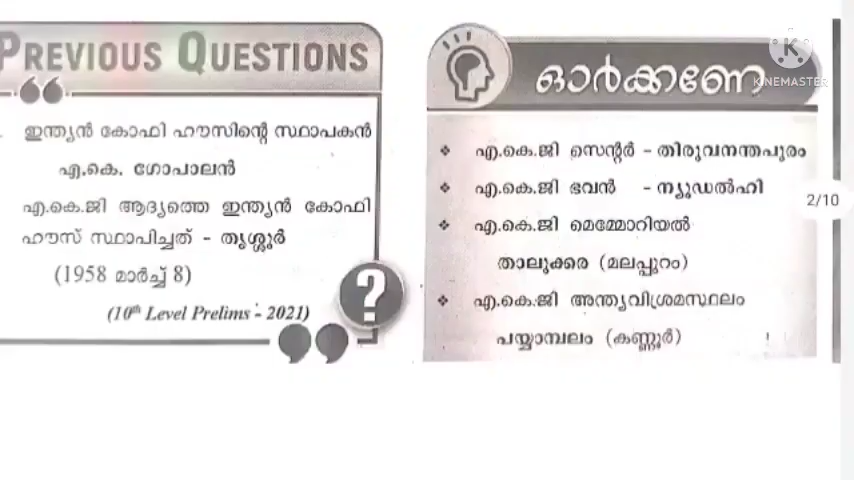 PREVIOUS QUESTIONS
ഇന്ത്യൻ കോഫി ഹൗസിന്റെ സ്ഥാപകൻ
എ.കെ. ഗോപാലൻ
എ.കെ.ജി ആദ്യത്തെ ഇന്ത്യൻ കോഫി
ഹൗസ് സ്ഥാപിച്ചത് - തൃശ്ശൂർ
(1958 മാർച്ച് 8)
(10th Level Prelims - 2021)
?
ഓർക്കണേ
KINEMASTER
❖ എ.കെ.ജി സെന്റർ - തിരുവനന്തപുരം
❖ എ.കെ.ജി ഭവൻ - ന്യൂഡൽഹി
❖ എ.കെ.ജി മെമ്മോറിയൽ
താലൂക്കര (മലപ്പുറം)
❖ എ.കെ.ജി അന്ത്യവിശ്രമസ്ഥലം
പയ്യാമ്പലം (കണ്ണൂർ)
2/10